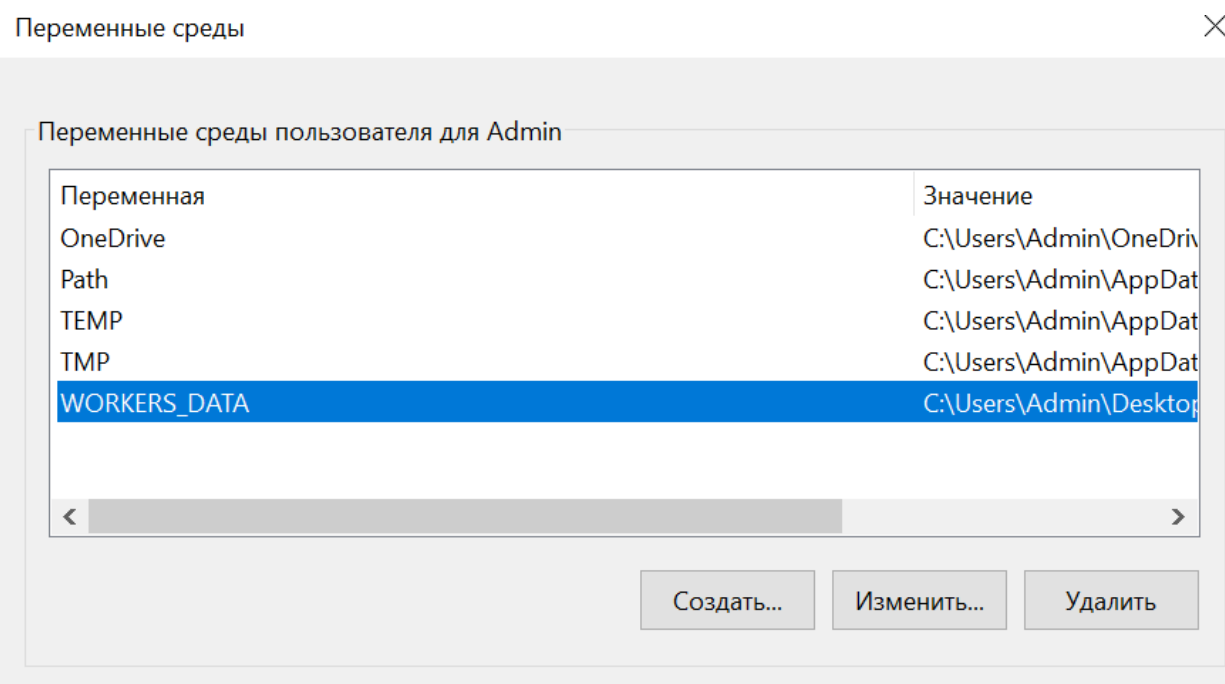 Переменные среды
Переменные среды пользователя для Admin
Переменная Значение
OneDrive C:\Users\Admin\OneDriv
Path C:\Users\Admin\AppDat
TEMP C:\Users\Admin\AppDat
TMP C:\Users\Admin\AppDat
WORKERS_DATA C:\Users\Admin\Desktop
Создать... Изменить... Удалить